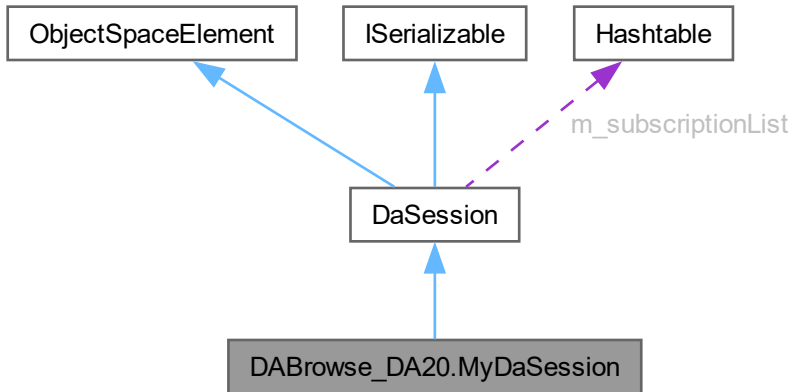 ObjectSpaceElement
ISerializable
Hashtable
m_subscriptionList
DaSession
DABrowse_DA20.MyDaSession